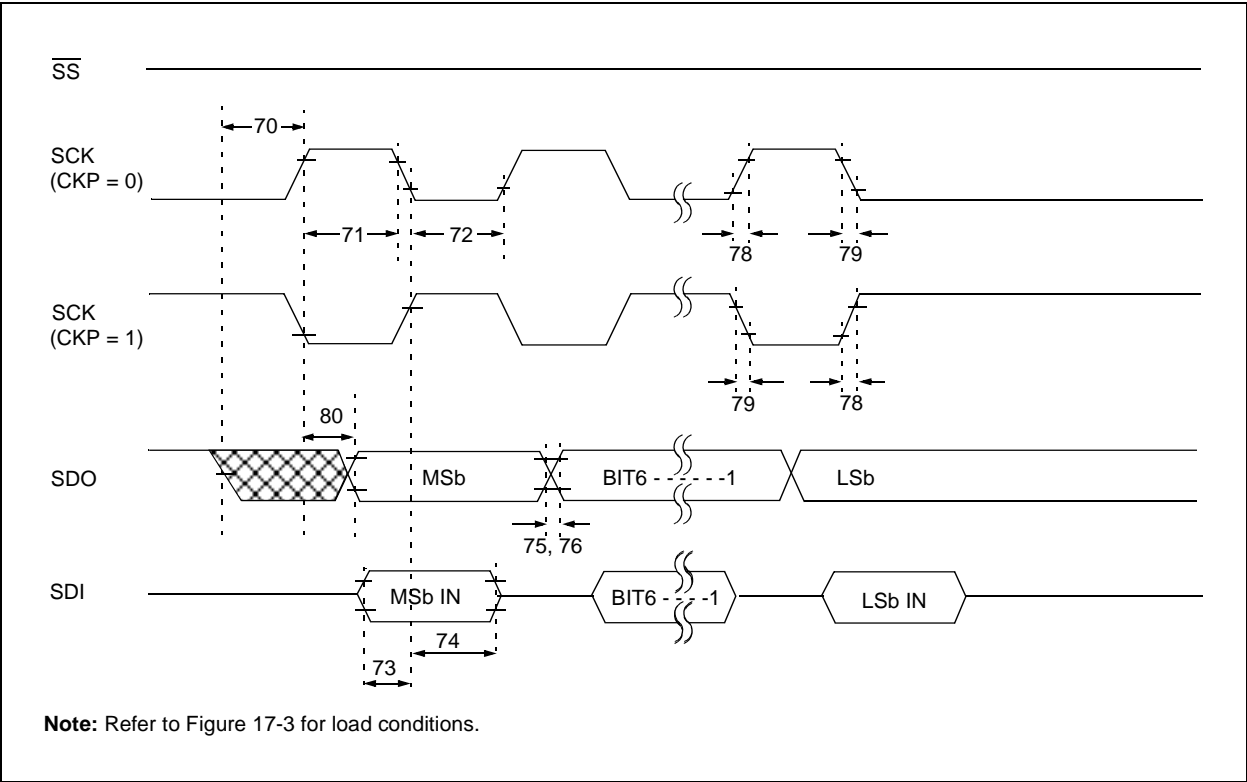 SS
70
SCK
(CKP = 0)
71
72
78
79
SCK
(CKP = 1)
79
78
80
SDO
MSb
BIT6 - - - - - -1
LSb
75, 76
SDI
MSb IN
BIT6 - - - -1
LSb IN
74
73
Note: Refer to Figure 17-3 for load conditions.